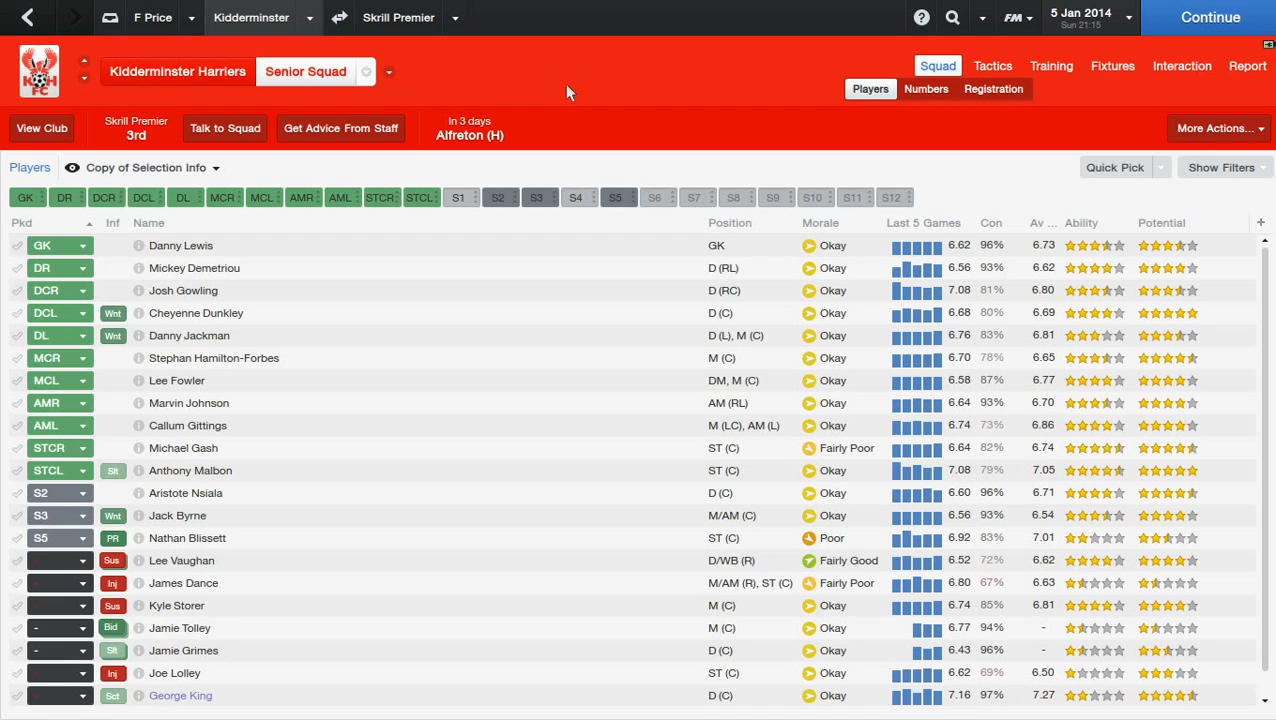 F Price Kidderminster Skrill Premier ? FM 5 Jan 2014 Continue
Sun 21:15
KH FC Kidderminster Harriers Senior Squad Squad Tactics Training Fixtures Interaction Report
Players Numbers Registration
View Club Skrill Premier 3rd Talk to Squad Get Advice From Staff In 3 days Alfreton (H) More Actions...
Players Copy of Selection Info Quick Pick Show Filters
GK DR DCR DCL DL MCR MCL AMR AML STCR STCL S1 S2 S3 S4 S5 S6 S7 S8 S9 S10 S11 S12
Pkd Inf Name Position Morale Last 5 Games Con Av ... Ability Potential +
GK Danny Lewis GK Okay 6.62 96% 6.73
DR Mickey Demetriou D (RL) Okay 6.56 93% 6.62
DCR Josh Gowling D (RC) Okay 7.08 81% 6.80
DCL Wnt Cheyenne Dunkley D (C) Okay 6.68 80% 6.69
DL Wnt Danny Jackman D (L), M (C) Okay 6.76 83% 6.81
MCR Stephan Hamilton-Forbes M (C) Okay 6.70 78% 6.65
MCL Lee Fowler DM, M (C) Okay 6.58 87% 6.77
AMR Marvin Johnson AM (RL) Okay 6.64 93% 6.70
AML Callum Gittings M (LC), AM (L) Okay 6.74 73% 6.86
STCR Michael Gash ST (C) Fairly Poor 6.64 82% 6.74
STCL Slt Anthony Malbon ST (C) Okay 7.08 79% 7.05
S2 Aristote Nsiala D (C) Okay 6.60 96% 6.71
S3 Wnt Jack Byrne M/AM (C) Okay 6.56 93% 6.54
S5 PR Nathan Blissett ST (C) Poor 6.92 83% 7.01
- Sus Lee Vaughan D/WB (R) Fairly Good 6.52 72% 6.62
- Inj James Dance M/AM (R), ST (C) Fairly Poor 6.80 67% 6.63
- Sus Kyle Storer M (C) Okay 6.74 85% 6.81
- Bid Jamie Tolley M (C) Okay 6.77 94% -
- Slt Jamie Grimes D (C) Okay 6.43 96% -
- Inj Joe Lolley Okay 6.62 69% 6.50
- Sct George King D (C) Okay 7.16 97% 7.27